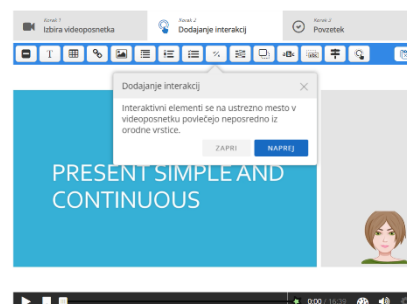 Korak 1
Izbira videoposnetka
Korak 2
Dodajanje interakcij
Korak 3
Povzetek
T
Dodajanje interakcij
Interaktivni elementi se na ustrezno mesto v
videoposnetku povlečejo neposredno iz
orodne vrstice.
ZAPRI
NAPREJ
PRESENT SIMPLE AND
CONTINUOUS
0:00 / 16:39